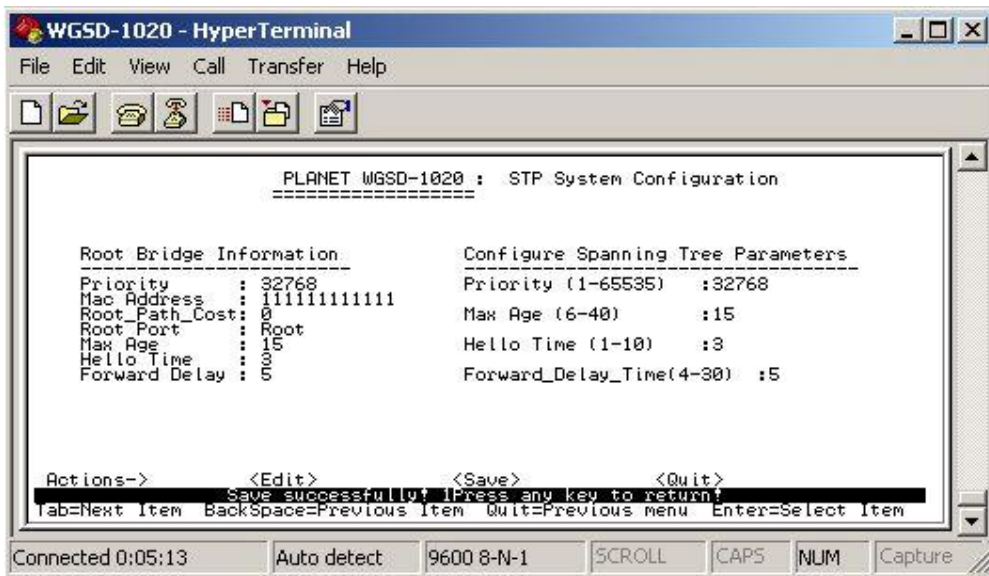 WGSD-1020 - HyperTerminal
File Edit View Call Transfer Help
PLANET WGSD-1020 : STP System Configuration
==================
Root Bridge Information Configure Spanning Tree Parameters
Priority : 32768 Priority (1-65535) :32768
Mac Address : 111111111111
Root_Path_Cost: 0 Max Age (6-40) :15
Root Port : Root
Max Age : 15 Hello Time (1-10) :3
Hello Time : 3
Forward Delay : 5 Forward_Delay_Time(4-30) :5
Actions-> <Edit> <Save> <Quit>
Save successfully! 1Press any key to return!
Tab=Next Item BackSpace=Previous Item Quit=Previous menu Enter=Select Item
Connected 0:05:13 Auto detect 9600 8-N-1 SCROLL CAPS NUM Capture